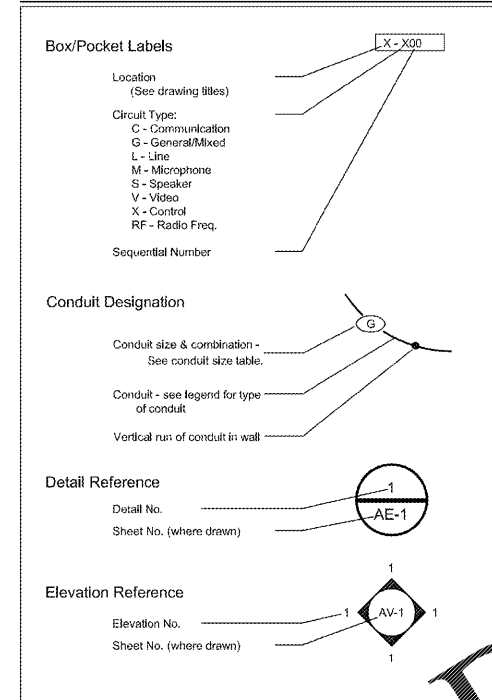 Box/Pocket Labels
X - X00
Location
(See drawing titles)
Circuit Type:
C - Communication
G - General/Mixed
L - Line
M - Microphone
S - Speaker
V - Video
X - Control
RF - Radio Freq.
Sequential Number
Conduit Designation
G
Conduit size & combination -
See conduit size table.
Conduit - see legend for type
of conduit
Vertical run of conduit in wall
Detail Reference
1
Detail No.
AE-1
Sheet No. (where drawn)
1
Elevation Reference
1 AV-1 1
Elevation No.
Sheet No. (where drawn)
1